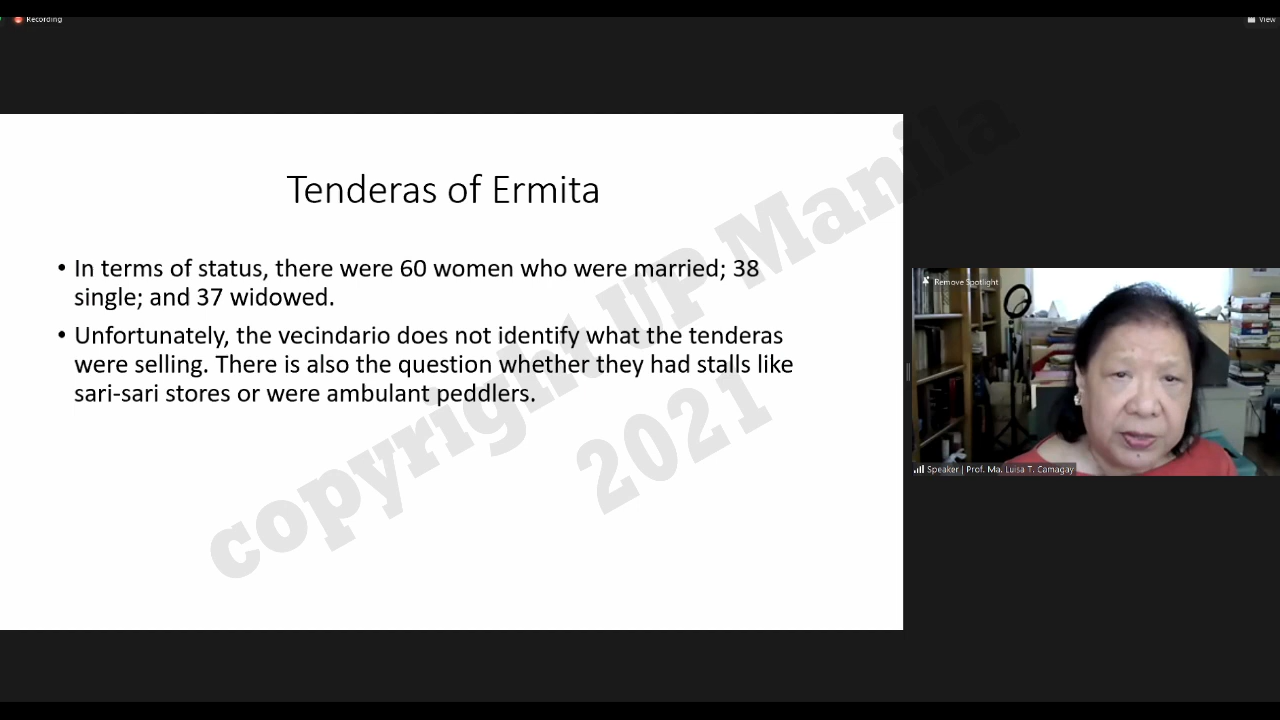 Recording
View
Tenderas of Ermita
• In terms of status, there were 60 women who were married; 38
single; and 37 widowed.
• Unfortunately, the vecindario does not identify what the tenderas
were selling. There is also the question whether they had stalls like
sari-sari stores or were ambulant peddlers.
copyright UP Manila
2021
Remove Spotlight
Speaker | Prof. Ma. Luisa T. Camagay